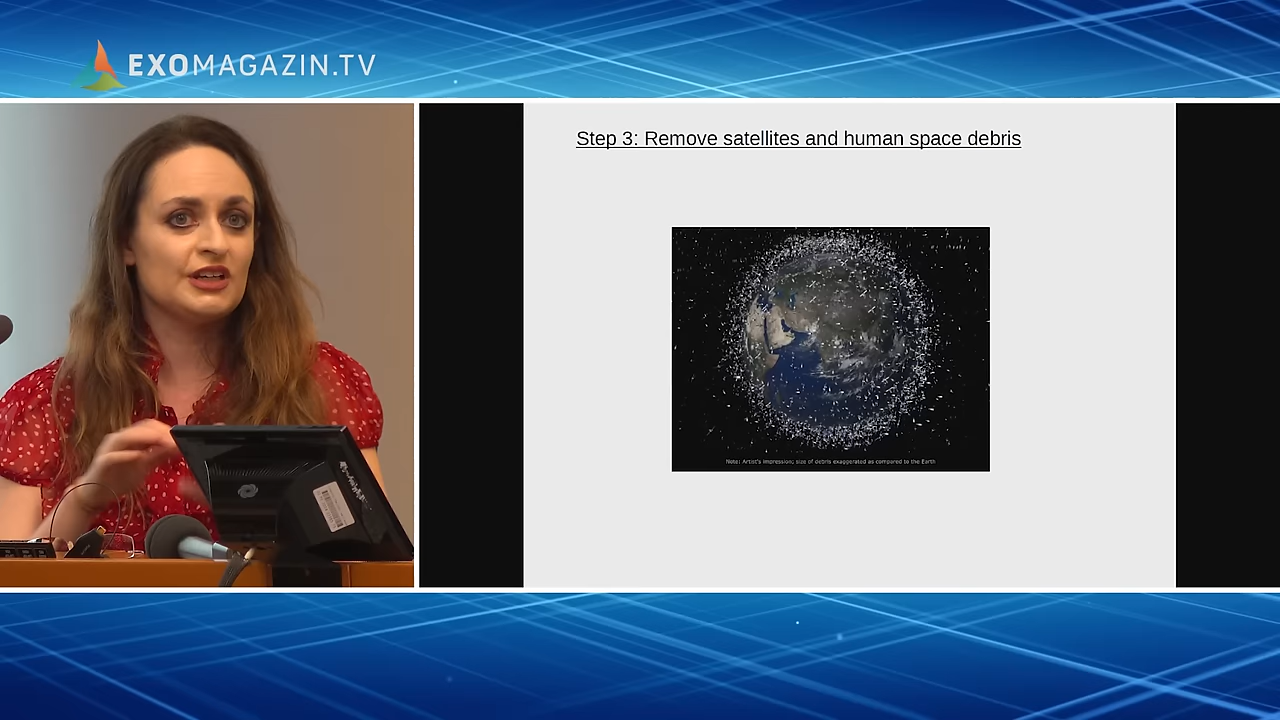 EXOMAGAZIN.TV
Step 3: Remove satellites and human space debris
Note: Artist's impression; size of debris exaggerated as compared to the Earth